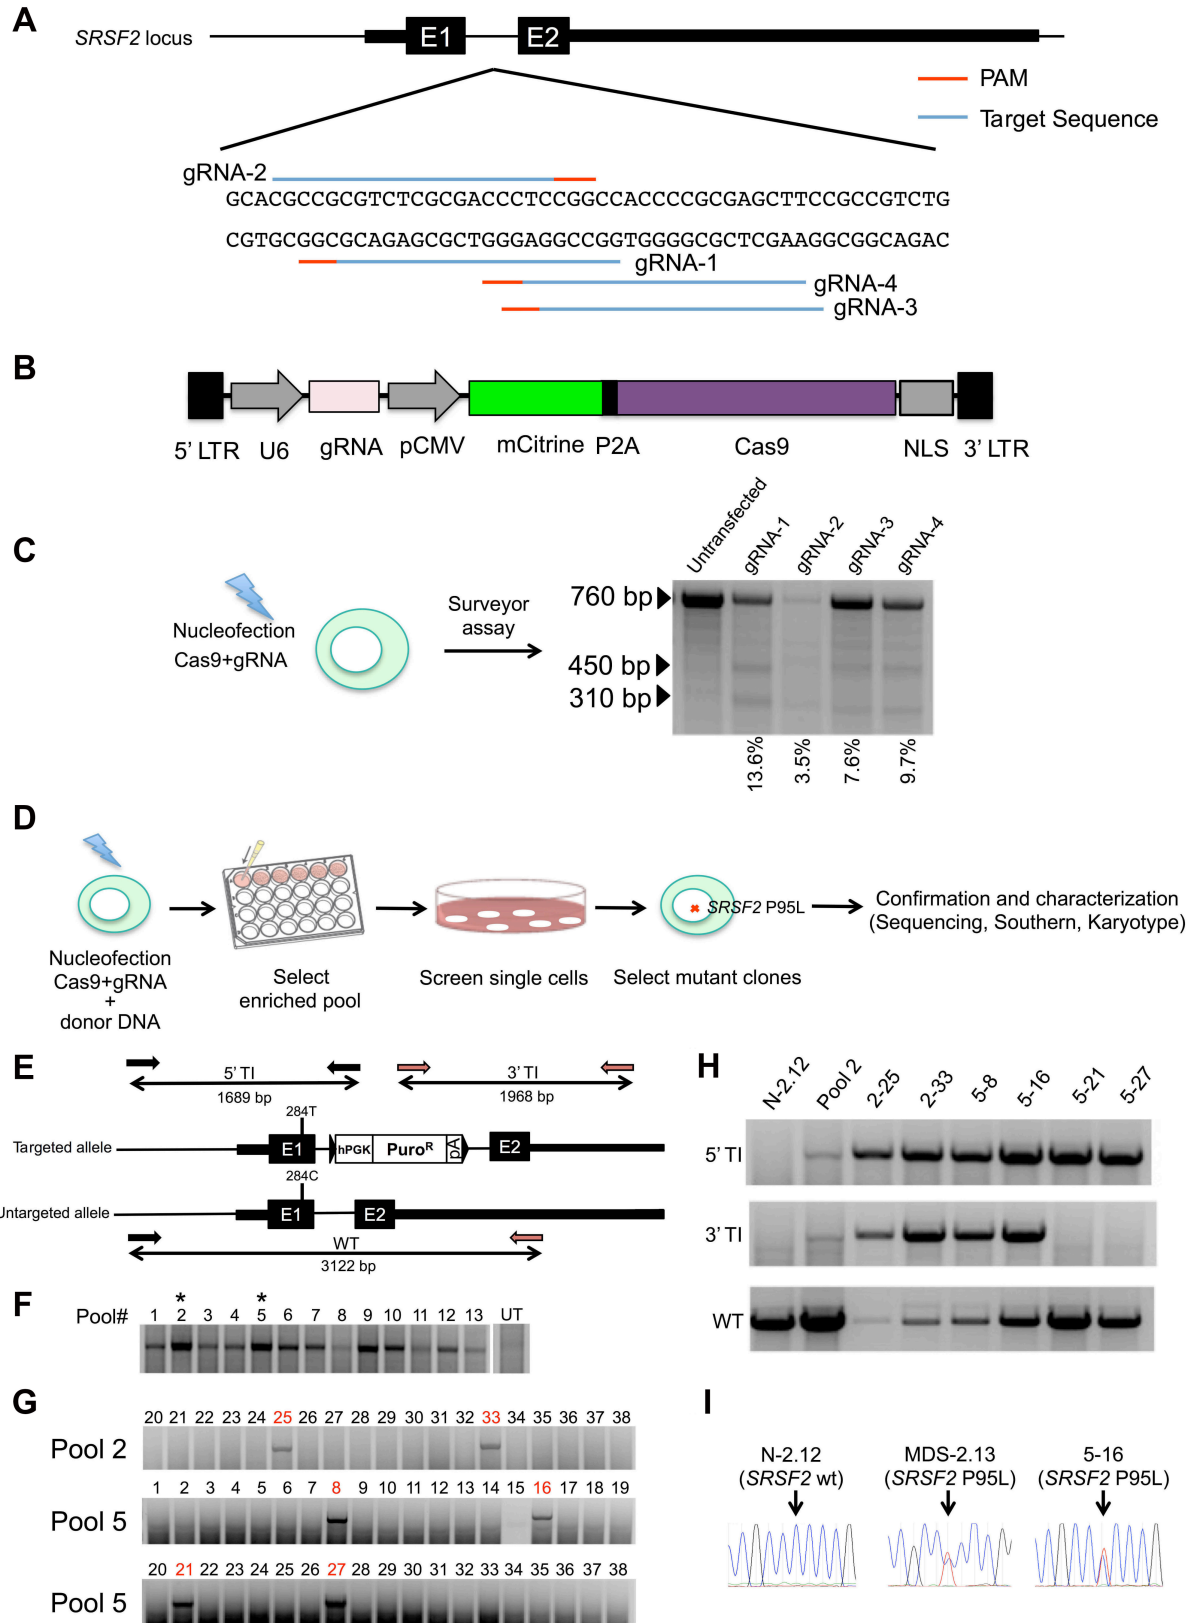 A
SRSF2 locus
E1
E2
PAM
Target Sequence
gRNA-2
GCACGCCGCGTCTCGCGACCCTCCGGCCACCCCGCGAGCTTCCGCCGTCTG
CGTGCGGCGCAGAGCGCTGGGAGGCCGGTGGGGCGCTCGAAGGCGGCAGAC
gRNA-1
gRNA-4
gRNA-3
B
5' LTR U6 gRNA pCMV mCitrine P2A Cas9 NLS 3' LTR
C
Nucleofection
Cas9+gRNA
Surveyor
assay
Untransfected gRNA-1 gRNA-2 gRNA-3 gRNA-4
760 bp
450 bp
310 bp
13.6% 3.5% 7.6% 9.7%
D
Nucleofection
Cas9+gRNA
+
donor DNA
Select
enriched pool
Screen single cells
SRSF2 P95L
Select mutant clones
Confirmation and characterization
(Sequencing, Southern, Karyotype)
E
5' TI
1689 bp
3' TI
1968 bp
284T
Targeted allele
E1
hPGK
PuroR
pA
E2
284C
Untargeted allele
E1
E2
WT
3122 bp
F
* *
Pool# 1 2 3 4 5 6 7 8 9 10 11 12 13 UT
G
20 21 22 23 24 25 26 27 28 29 30 31 32 33 34 35 36 37 38
Pool 2
1 2 3 4 5 6 7 8 9 10 11 12 13 14 15 16 17 18 19
Pool 5
20 21 22 23 24 25 26 27 28 29 30 31 32 33 34 35 36 37 38
Pool 5
H
N-2.12 Pool 2 2-25 2-33 5-8 5-16 5-21 5-27
5' TI
3' TI
WT
I
N-2.12
(SRSF2 wt)
MDS-2.13
(SRSF2 P95L)
5-16
(SRSF2 P95L)